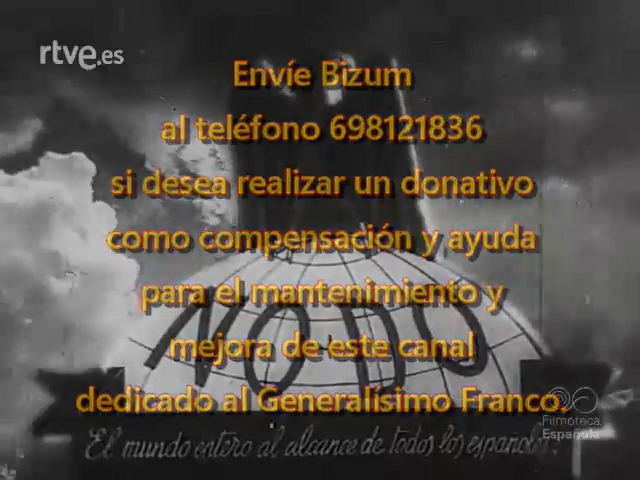 rtve.es
Envíe Bizum
al teléfono 698121836
si desea realizar un donativo
como compensación y ayuda
para el mantenimiento y
NO-DO
mejora de este canal
dedicado al Generalísimo Franco.
Filmoteca
Española
El mundo entero al alcance de todos los españoles.